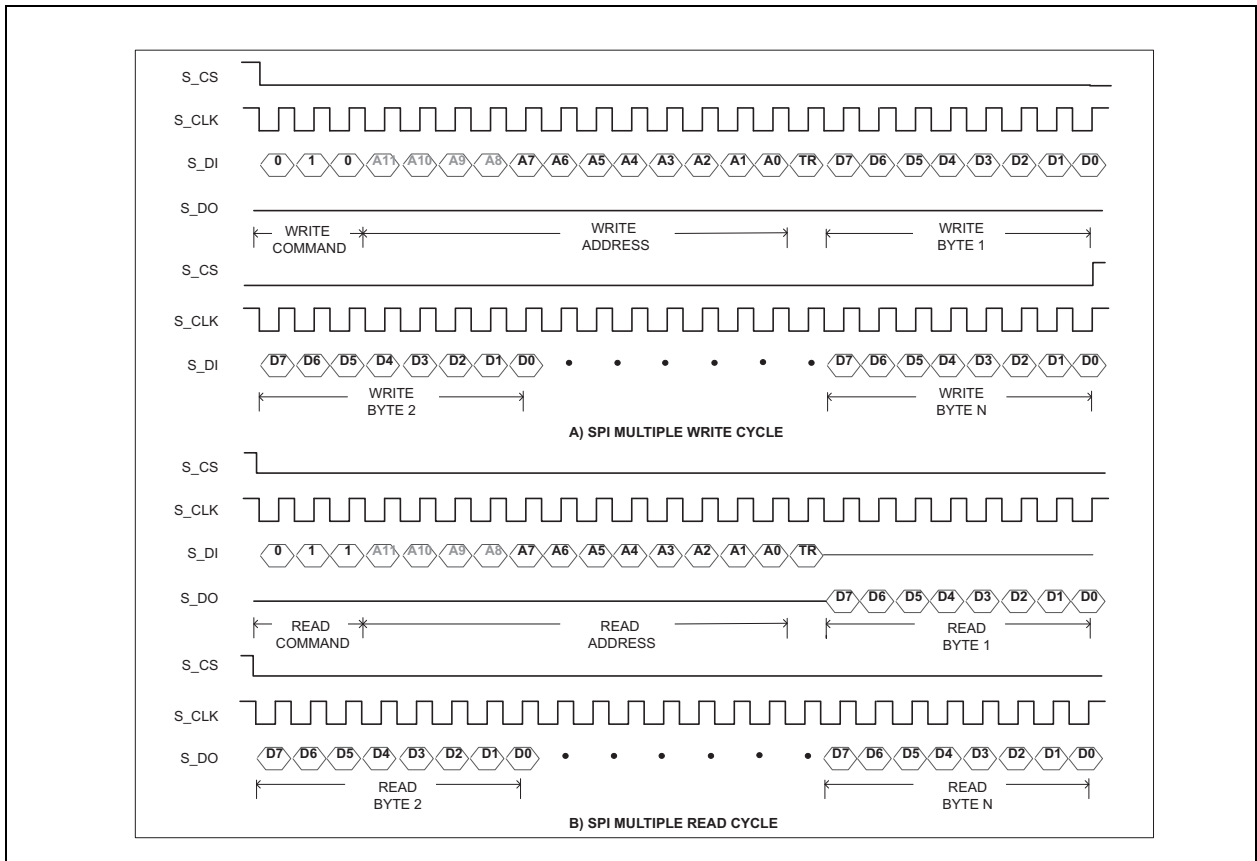 S_CS
S_CLK
S_DI 0 1 0 A11 A10 A9 A8 A7 A6 A5 A4 A3 A2 A1 A0 TR D7 D6 D5 D4 D3 D2 D1 D0
S_DO
WRITE COMMAND WRITE ADDRESS WRITE BYTE 1
S_CS
S_CLK
S_DI D7 D6 D5 D4 D3 D2 D1 D0 • • • • • • D7 D6 D5 D4 D3 D2 D1 D0
WRITE BYTE 2 WRITE BYTE N
A) SPI MULTIPLE WRITE CYCLE
S_CS
S_CLK
S_DI 0 1 1 A11 A10 A9 A8 A7 A6 A5 A4 A3 A2 A1 A0 TR
S_DO D7 D6 D5 D4 D3 D2 D1 D0
READ COMMAND READ ADDRESS READ BYTE 1
S_CS
S_CLK
S_DO D7 D6 D5 D4 D3 D2 D1 D0 • • • • • • D7 D6 D5 D4 D3 D2 D1 D0
READ BYTE 2 READ BYTE N
B) SPI MULTIPLE READ CYCLE